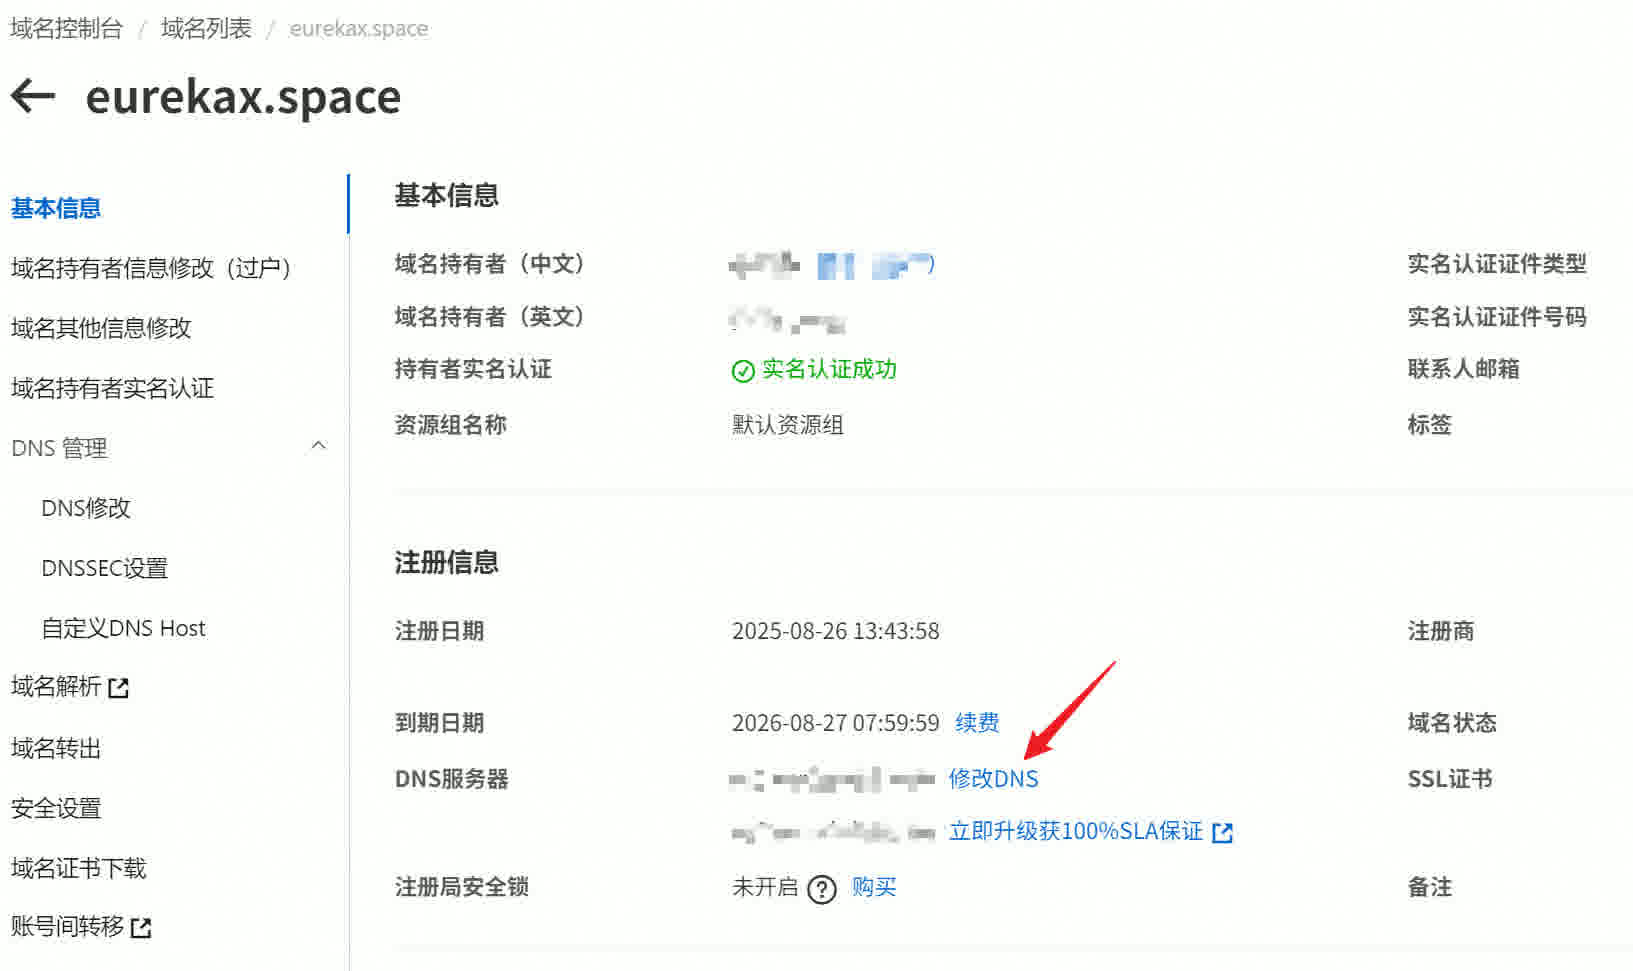 域名控制台 / 域名列表 / eurekax.space
← eurekax.space
基本信息
域名持有者信息修改（过户）
域名其他信息修改
域名持有者实名认证
DNS 管理
DNS修改
DNSSEC设置
自定义DNS Host
域名解析
域名转出
安全设置
域名证书下载
账号间转移
基本信息
域名持有者（中文）
实名认证证件类型
域名持有者（英文）
实名认证证件号码
持有者实名认证 实名认证成功
联系人邮箱
资源组名称 默认资源组
标签
注册信息
注册日期 2025-08-26 13:43:58
注册商
到期日期 2026-08-27 07:59:59 续费
域名状态
DNS服务器 修改DNS
SSL证书
立即升级获100%SLA保证
注册局安全锁 未开启 ? 购买
备注